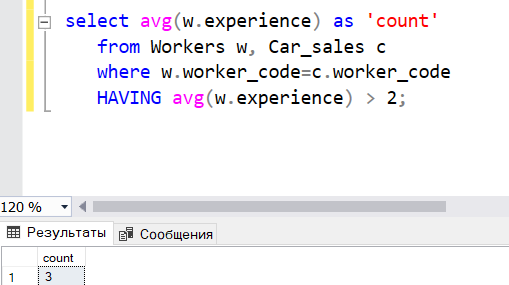 select avg(w.experience) as 'count'
from Workers w, Car_sales c
where w.worker_code=c.worker_code
HAVING avg(w.experience) > 2;
120 %
Результаты Сообщения
count
1 3